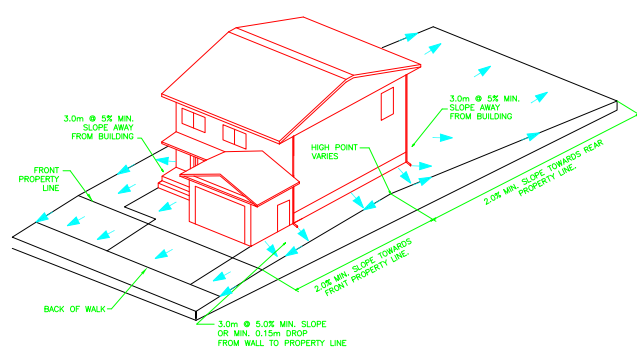 3.0m @ 5% MIN.
SLOPE AWAY
FROM BUILDING
3.0m @ 5% MIN.
SLOPE AWAY
FROM BUILDING
HIGH POINT
VARIES
FRONT
PROPERTY
LINE
2.0% MIN. SLOPE TOWARDS REAR
PROPERTY LINE.
2.0% MIN. SLOPE TOWARDS
FRONT PROPERTY LINE.
BACK OF WALK
3.0m @ 5.0% MIN. SLOPE
OR MIN. 0.15m DROP
FROM WALL TO PROPERTY LINE